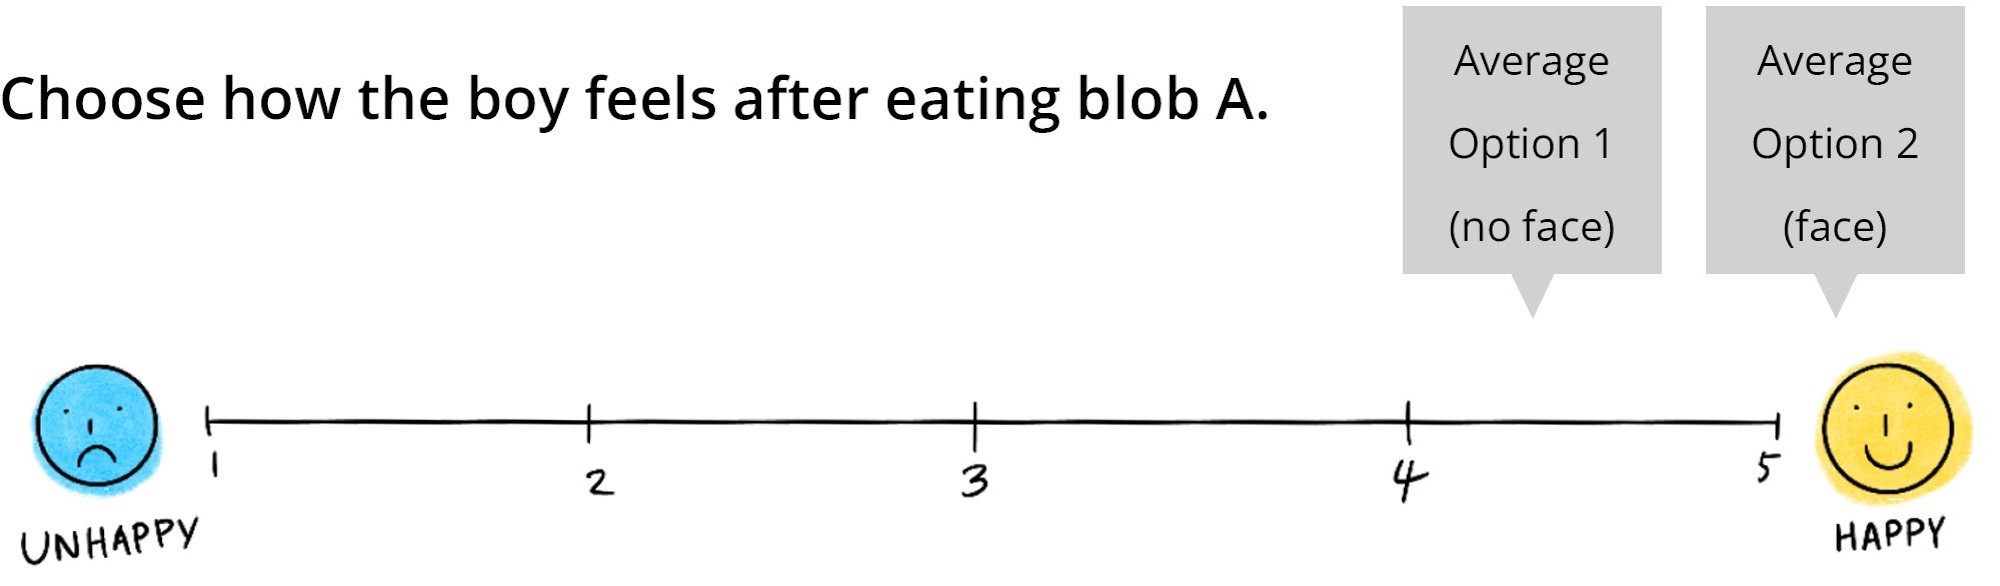 Choose how the boy feels after eating blob A.
Average
Option 1
(no face)
Average
Option 2
(face)
1
2
3
4
5
UNHAPPY
HAPPY